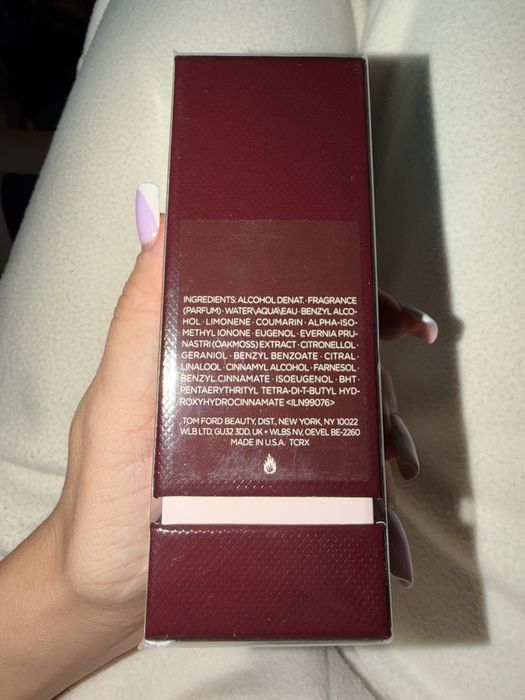 INGREDIENTS: ALCOHOL DENAT. · FRAGRANCE
(PARFUM) · WATER\AQUA\EAU · BENZYL ALCO-
HOL · LIMONENE · COUMARIN · ALPHA-ISO-
METHYL IONONE · EUGENOL · EVERNIA PRU-
NASTRI (OAKMOSS) EXTRACT · CITRONELLOL ·
GERANIOL · BENZYL BENZOATE · CITRAL ·
LINALOOL · CINNAMYL ALCOHOL · FARNESOL ·
BENZYL CINNAMATE · ISOEUGENOL · BHT ·
PENTAERYTHRITYL TETRA-DI-T-BUTYL HYD-
ROXYHYDROCINNAMATE <ILN99076>
TOM FORD BEAUTY, DIST., NEW YORK, NY 10022
WLB LTD, GU32 3DD, UK • WLBS NV, OEVEL BE-2260
MADE IN U.S.A. TCRX